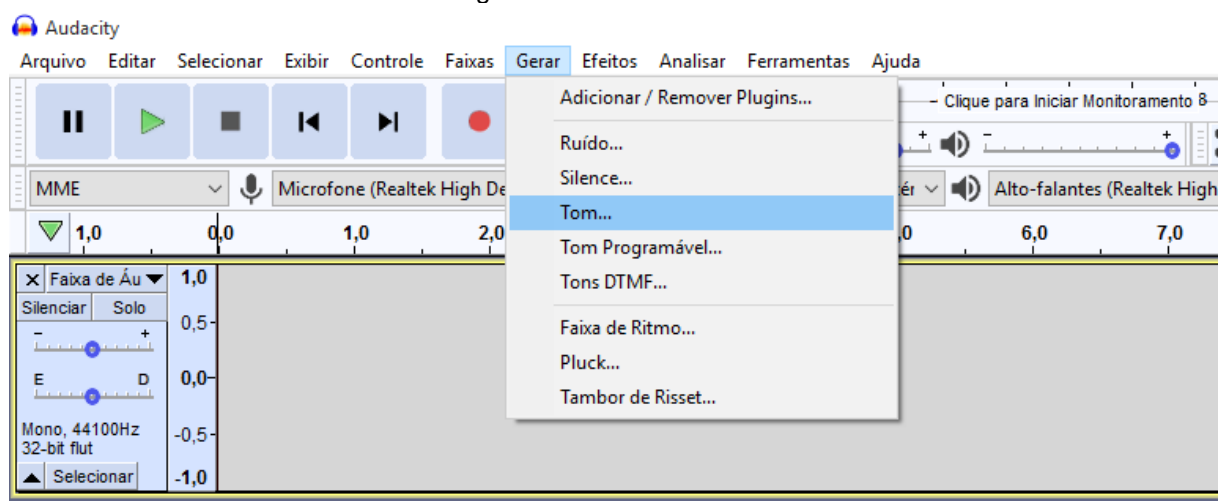 Audacity
Arquivo Editar Selecionar Exibir Controle Faixas Gerar Efeitos Analisar Ferramentas Ajuda
Adicionar / Remover Plugins...
Ruído...
Silence...
Tom...
Tom Programável...
Tons DTMF...
Faixa de Ritmo...
Pluck...
Tambor de Risset...
Clique para Iniciar Monitoramento 8
MME
Microfone (Realtek High De
Alto-falantes (Realtek High
1,0 0,0 1,0 2,0 ,0 6,0 7,0
X Faixa de Áu
Silenciar Solo
- +
E D
Mono, 44100Hz
32-bit flut
Selecionar
1,0
0,5-
0,0-
-0,5-
-1,0